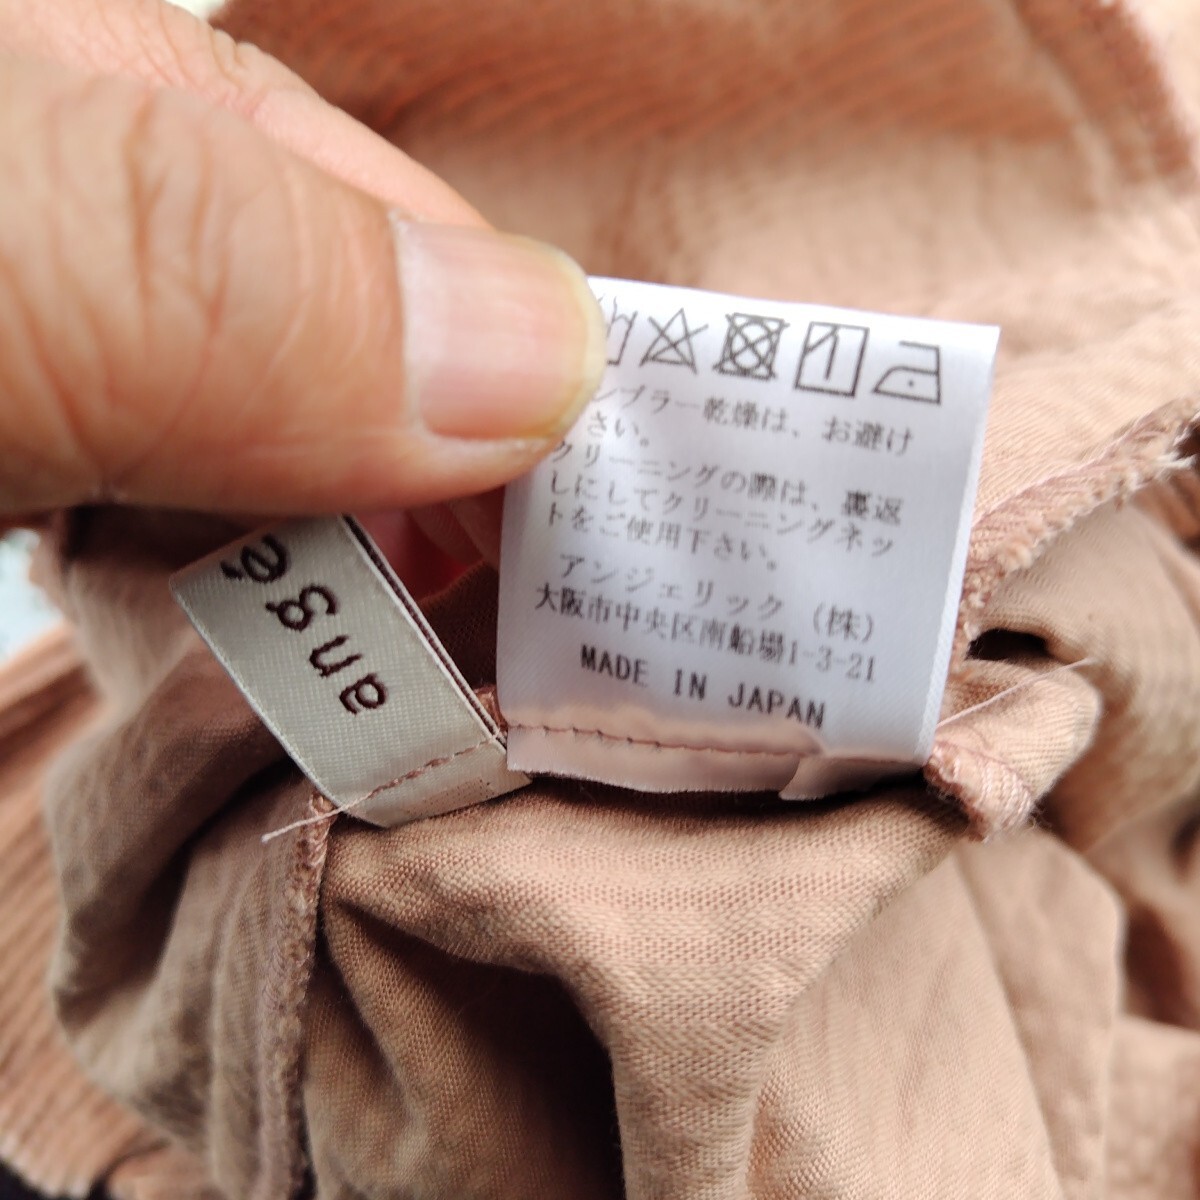 ンブラー乾燥は、お避け
さい。
クリーニングの際は、裏返
しにしてクリーニングネッ
トをご使用下さい。
アンジェリック（株）
大阪市中央区南船場1-3-21
MADE IN JAPAN
ange